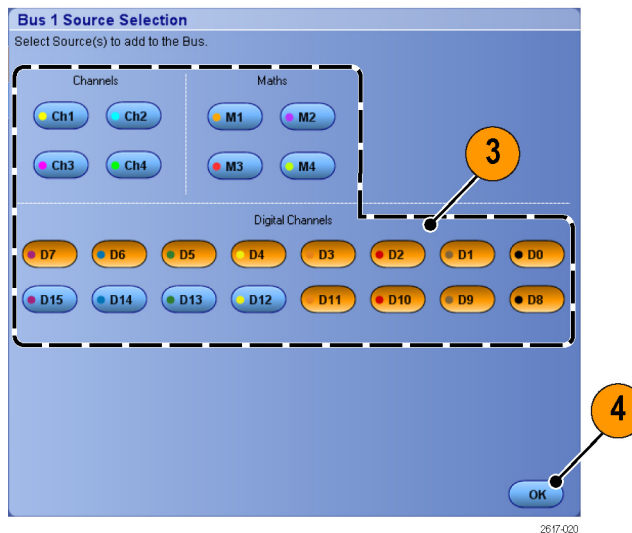 Bus 1 Source Selection
Select Source(s) to add to the Bus.
Channels
Maths
Ch1 Ch2 M1 M2
Ch3 Ch4 M3 M4
3
Digital Channels
D7 D6 D5 D4 D3 D2 D1 D0
D15 D14 D13 D12 D11 D10 D9 D8
4
OK
2617-020